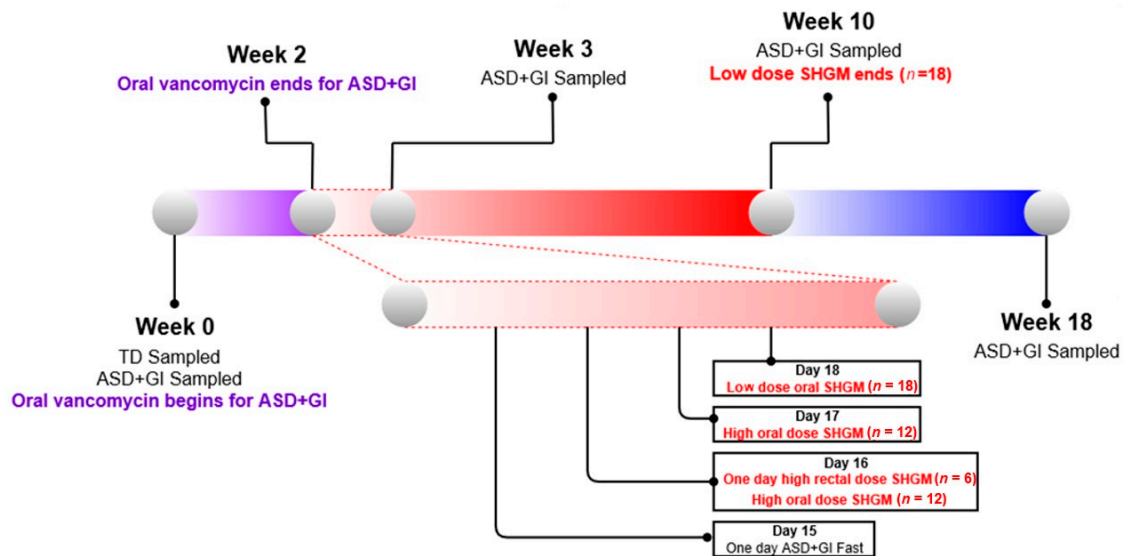 Week 2
Oral vancomycin ends for ASD+GI
Week 3
ASD+GI Sampled
Week 10
ASD+GI Sampled
Low dose SHGM ends (n=18)
Week 0
TD Sampled
ASD+GI Sampled
Oral vancomycin begins for ASD+GI
Week 18
ASD+GI Sampled
Day 18
Low dose oral SHGM (n = 18)
Day 17
High oral dose SHGM (n = 12)
Day 16
One day high rectal dose SHGM (n = 6)
High oral dose SHGM (n = 12)
Day 15
One day ASD+GI Fast